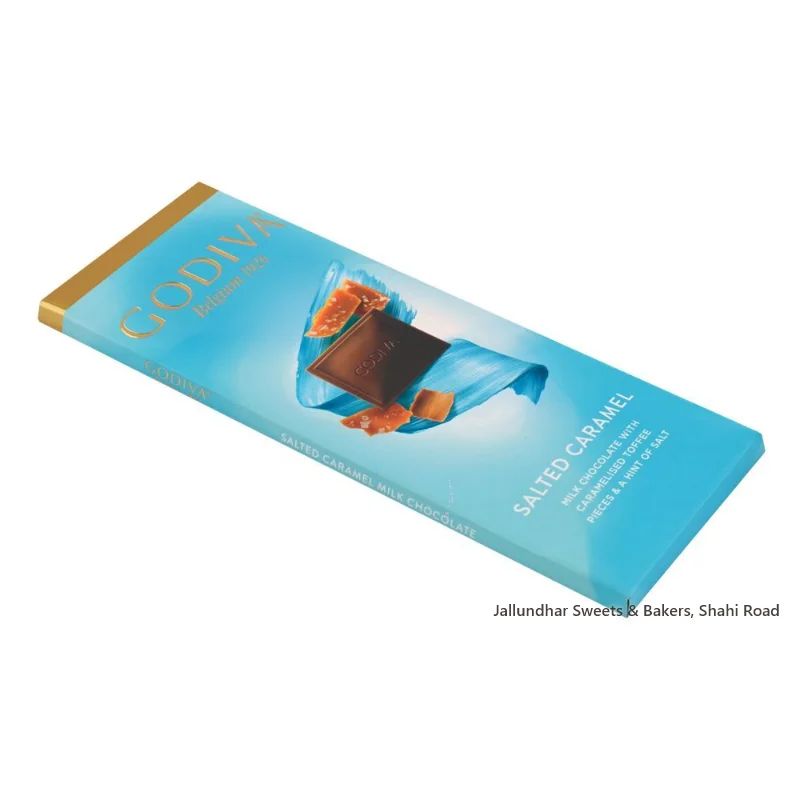 GODIVA
Belgium 1926
GODIVA
SALTED CARAMEL
MILK CHOCOLATE WITH
CARAMELISED TOFFEE
PIECES & A HINT OF SALT
GODIVA
SALTED CARAMEL MILK CHOCOLATE
Jallundhar Sweets & Bakers, Shahi Road